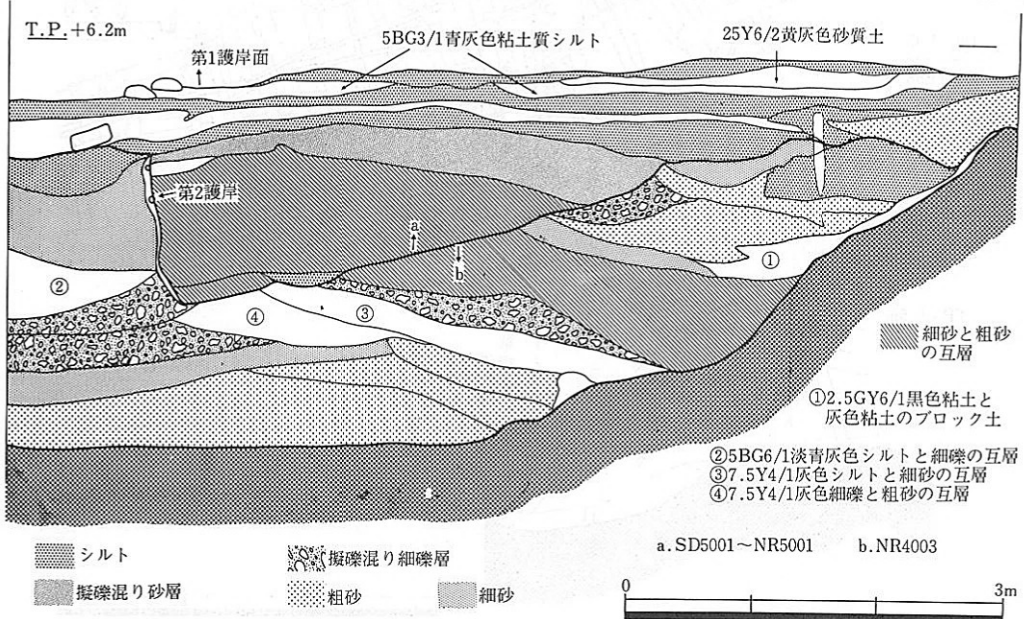 T.P.+6.2m
5BG3/1青灰色粘土質シルト
25Y6/2黄灰色砂質土
第1護岸面
第2護岸
a
b
①
②
③
④
細砂と粗砂
の互層
①2.5GY6/1黒色粘土と
灰色粘土のブロック土
②5BG6/1淡青灰色シルトと細礫の互層
③7.5Y4/1灰色シルトと細砂の互層
④7.5Y4/1灰色細礫と粗砂の互層
シルト
擬礫混り細礫層
a.SD5001～NR5001
b.NR4003
擬礫混り砂層
粗砂
細砂
0
3m